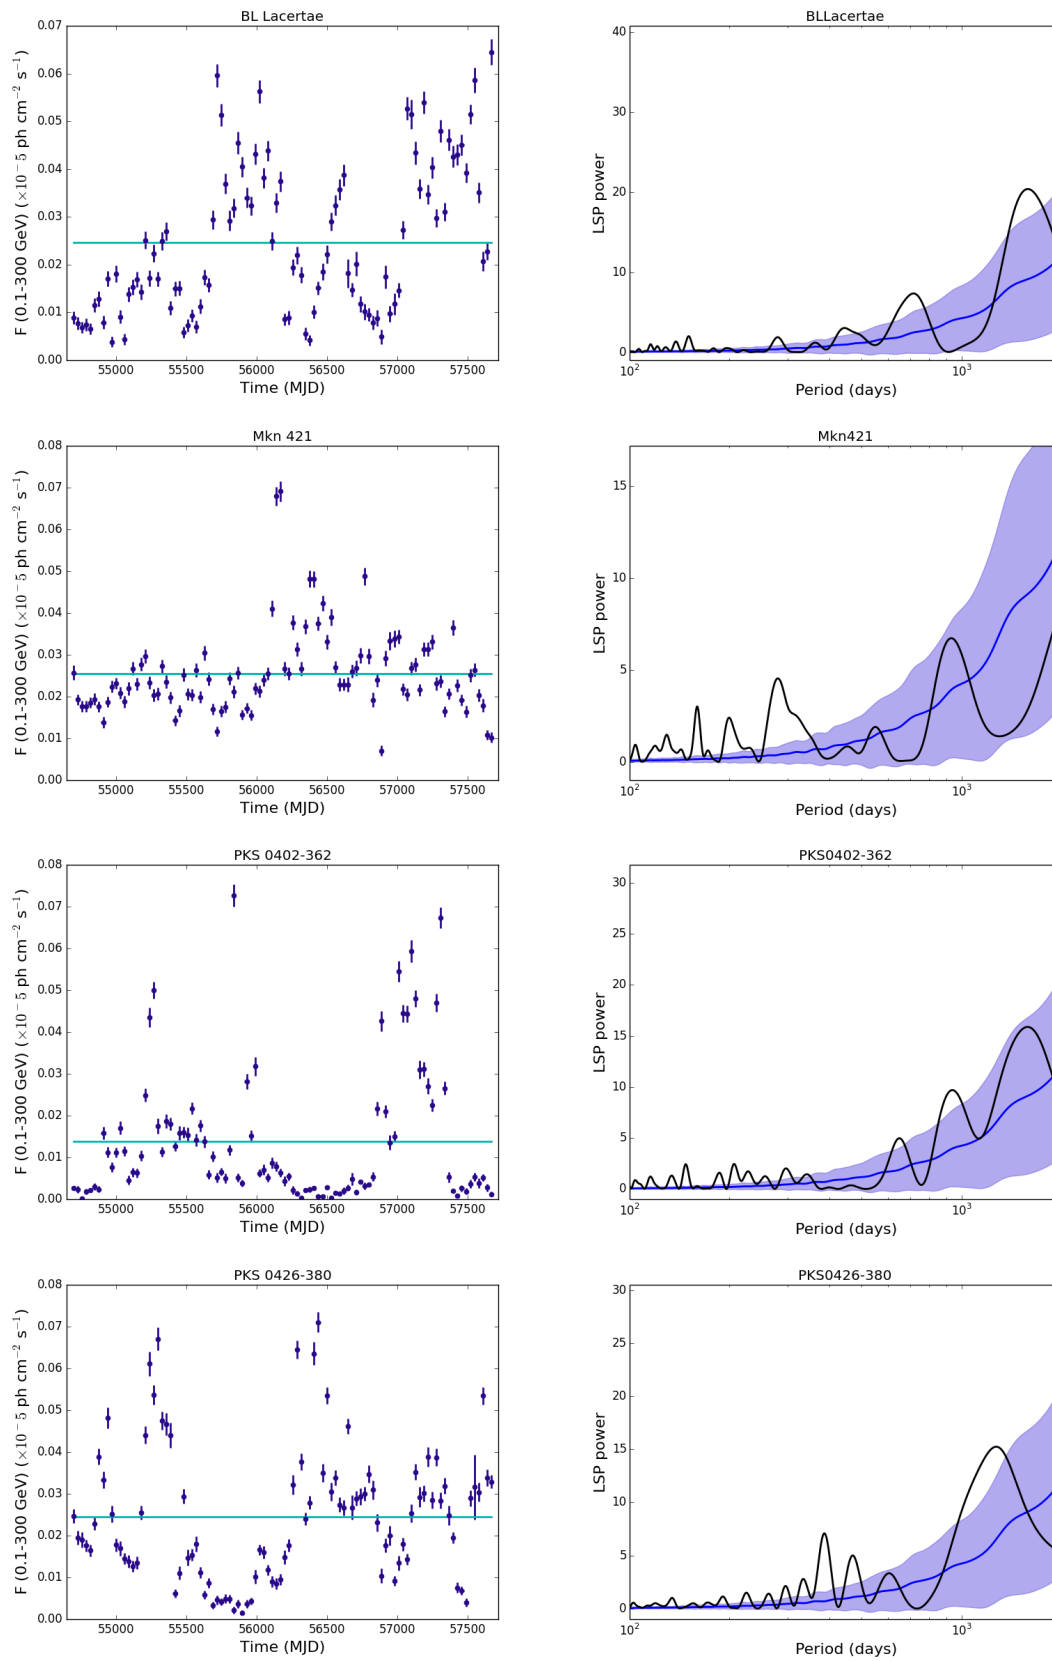 BL Lacertae
0.07
0.06
0.05
0.04
0.03
0.02
0.01
0.00
F (0.1-300 GeV) (×10⁻5 ph cm⁻² s⁻¹)
55000 55500 56000 56500 57000 57500
Time (MJD)
BLLacertae
40
30
20
10
0
LSP power
10² 10³
Period (days)
Mkn 421
0.08
0.07
0.06
0.05
0.04
0.03
0.02
0.01
0.00
F (0.1-300 GeV) (×10⁻5 ph cm⁻² s⁻¹)
55000 55500 56000 56500 57000 57500
Time (MJD)
Mkn421
15
10
5
0
LSP power
10² 10³
Period (days)
PKS 0402-362
0.08
0.07
0.06
0.05
0.04
0.03
0.02
0.01
0.00
F (0.1-300 GeV) (×10⁻5 ph cm⁻² s⁻¹)
55000 55500 56000 56500 57000 57500
Time (MJD)
PKS0402-362
30
25
20
15
10
5
0
LSP power
10² 10³
Period (days)
PKS 0426-380
0.08
0.07
0.06
0.05
0.04
0.03
0.02
0.01
0.00
F (0.1-300 GeV) (×10⁻5 ph cm⁻² s⁻¹)
55000 55500 56000 56500 57000 57500
Time (MJD)
PKS0426-380
30
25
20
15
10
5
0
LSP power
10² 10³
Period (days)